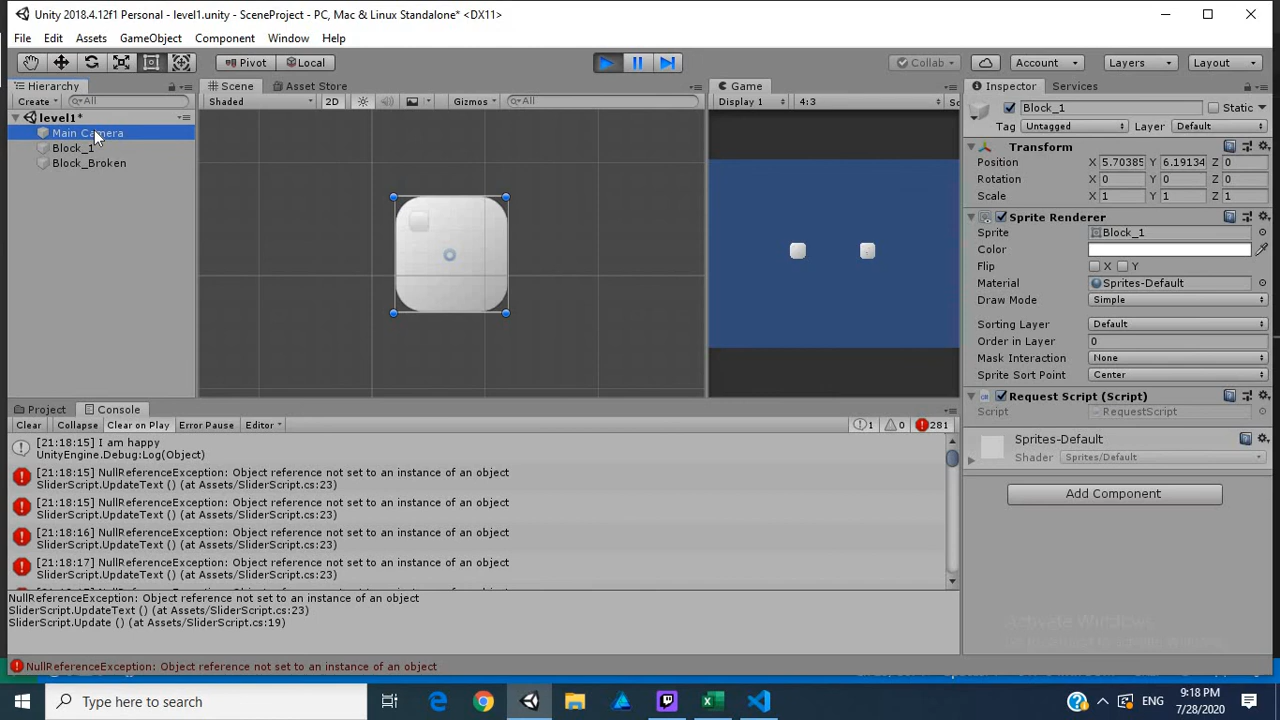 Unity 2018.4.12f1 Personal - level1.unity - SceneProject - PC, Mac & Linux Standalone* <DX11>
File Edit Assets GameObject Component Window Help
Pivot Local Collab Account Layers Layout
Hierarchy Scene Asset Store Game Inspector Services
Create All Shaded 2D Gizmos All Display 1 4:3 Sc Block_1 Static
level1*
Main Camera
Block_1
Block_Broken
Tag Untagged Layer Default
Transform
Position X 5.70385 Y 6.19134 Z 0
Rotation X 0 Y 0 Z 0
Scale X 1 Y 1 Z 1
Sprite Renderer
Sprite Block_1
Color
Flip X Y
Material Sprites-Default
Draw Mode Simple
Sorting Layer Default
Order in Layer 0
Mask Interaction None
Sprite Sort Point Center
Request Script (Script)
Script RequestScript
Sprites-Default
Shader Sprites/Default
Add Component
Project Console
Clear Collapse Clear on Play Error Pause Editor 1 0 281
[21:18:15] I am happy
UnityEngine.Debug:Log(Object)
[21:18:15] NullReferenceException: Object reference not set to an instance of an object
SliderScript.UpdateText () (at Assets/SliderScript.cs:23)
[21:18:15] NullReferenceException: Object reference not set to an instance of an object
SliderScript.UpdateText () (at Assets/SliderScript.cs:23)
[21:18:16] NullReferenceException: Object reference not set to an instance of an object
SliderScript.UpdateText () (at Assets/SliderScript.cs:23)
[21:18:17] NullReferenceException: Object reference not set to an instance of an object
SliderScript.UpdateText () (at Assets/SliderScript.cs:23)
NullReferenceException: Object reference not set to an instance of an object
SliderScript.UpdateText () (at Assets/SliderScript.cs:23)
SliderScript.Update () (at Assets/SliderScript.cs:19)
Activate Windows
NullReferenceException: Object reference not set to an instance of an object
Type here to search
ENG
9:18 PM
7/28/2020